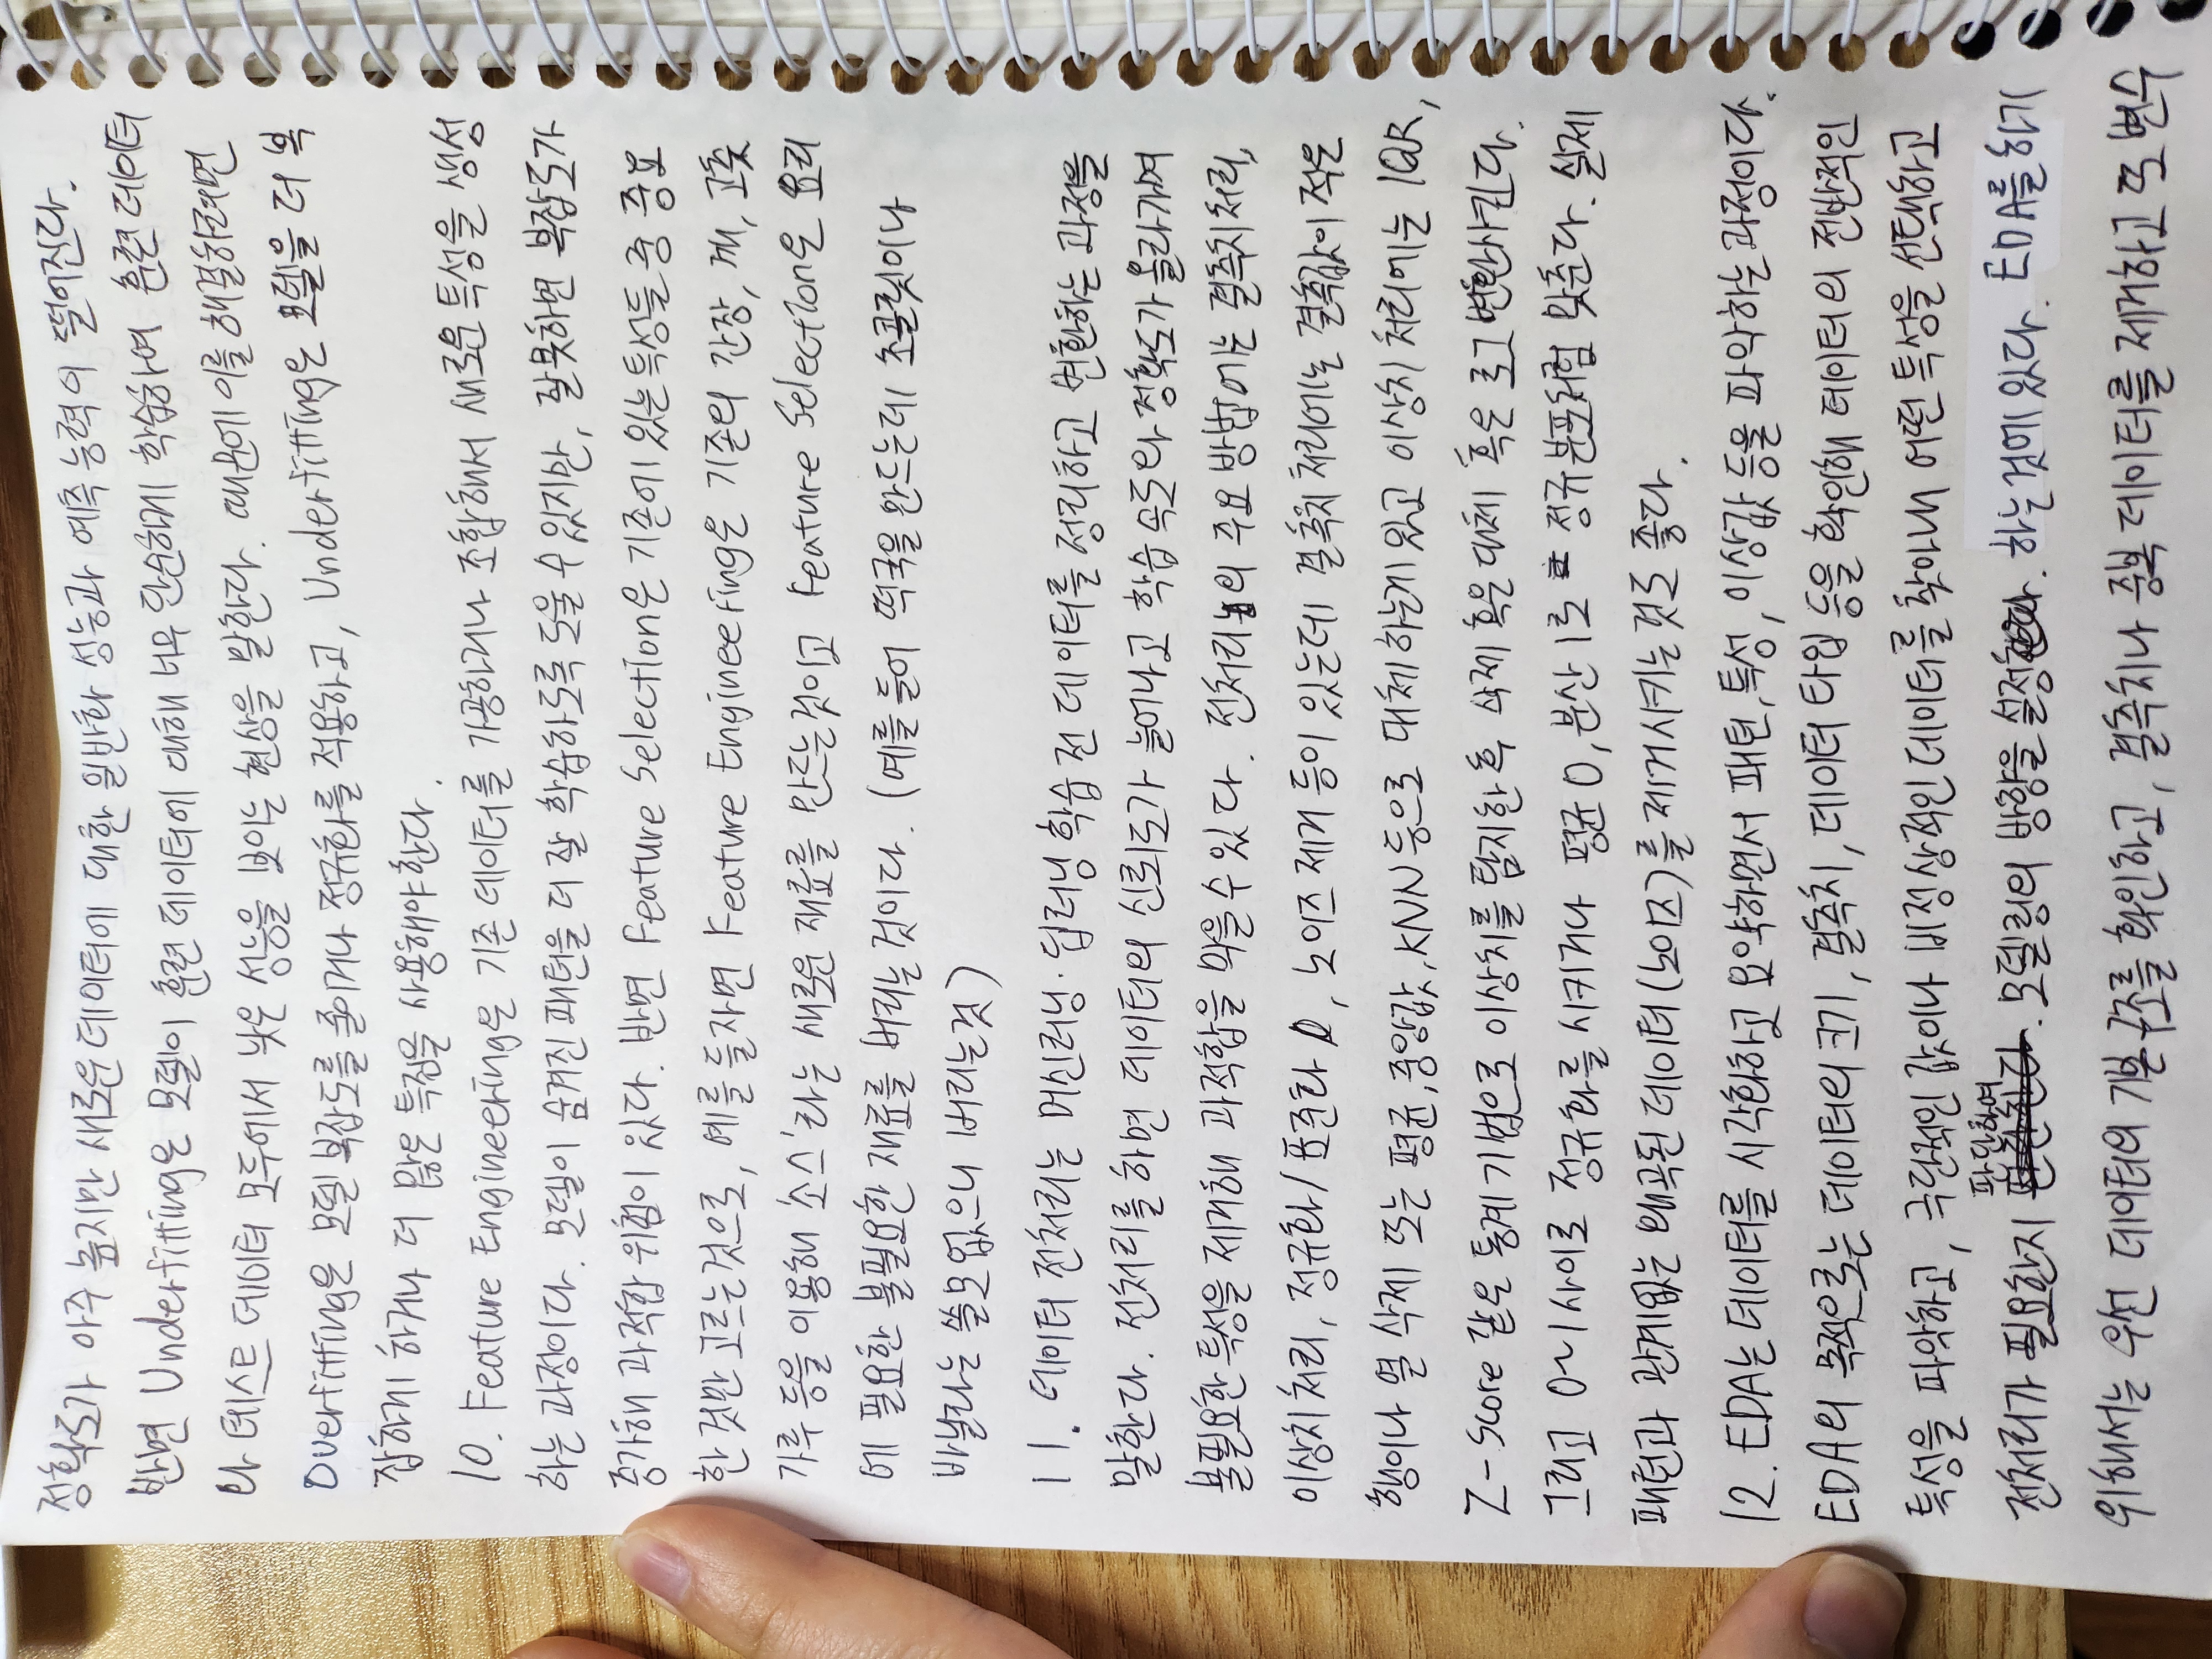 정확도가 아주 높지만 새로운 데이터에 대한 일반화 성능과 예측 능력이 떨어진다.
반면 Underfitting은 모델이 훈련 데이터에 대해 너무 단순하게 학습하여 훈련 데이터
와 테스트 데이터 모두에서 낮은 성능을 보이는 현상을 말한다. 때문에 이를 해결하려면
Overfitting은 모델 복잡도를 줄이거나 정규화를 적용하고, Underfitting은 모델을 더 복
잡하게 하거나 더 많은 특징을 사용해야한다.
10. Feature Engineering은 기존 데이터를 가공하거나 조합해서 새로운 특성을 생성
하는 과정이다. 모델이 숨겨진 패턴을 더 잘 학습하도록 도울 수 있지만, 잘못하면 복잡도가
증가해 과적합 위험이 있다. 반면 Feature Selection은 기존에 있는 특성들 중 중요
한 것만 고르는것으로, 예를 들자면 Feature Engineering은 기존의 간장, 깨, 고춧
가루 등을 이용해 '소스'라는 새로운 재료를 만드는것이고 Feature Selection은 요리
에 필요한 불필요한 재료를 버리는 것이다. (예를 들어 떡국을 만드는데 초콜릿이나
바닐라는 쓸모없으니 버리는것)
11. 데이터 전처리는 머신러닝·딥러닝 학습 전 데이터를 정리하고 변환하는 과정을
말한다. 전처리를 하면 데이터의 신뢰도가 늘어나고 학습 속도와 정확도가 올라가며
불필요한 특성을 제거해 과적합을 막을 수 있다. 전처리의 주요 방법에는 결측치처리,
이상치 처리, 정규화/표준화, 노이즈 제거 등이 있는데 결측치 처리에는 결측값이 적은
행이나 열 삭제 또는 평균, 중앙값, KNN 등으로 대체하는게 있고 이상치 처리에는 IQR,
Z-Score 같은 통계 기법으로 이상치를 탐지한 후 삭제 혹은 대체 혹은 로그 변환시킨다.
그리고 0~1 사이로 정규화를 시키거나 평균 0, 분산 1로 정규분포처럼 맞춘다. 실제
패턴과 관계없는 왜곡된 데이터(노이즈)를 제거시키는 것도 좋다.
12. EDA는 데이터를 시각화하고 요약하면서 패턴, 특성, 이상값 등을 파악하는 과정이다.
EDA의 목적으로는 데이터의 크기, 결측치, 데이터 타입 등을 확인해 데이터의 전반적인
특성을 파악하고, 극단적인 값이나 비정상적인 데이터를 찾아내 어떤 특성을 선택하고
전처리가 필요한지 판단하여 모델링의 방향을 설정 하는것에 있다. EDA를 하기
위해서는 우선 데이터의 기본 구조를 확인하고, 결측치나 중복 데이터를 제거하고 또 변수